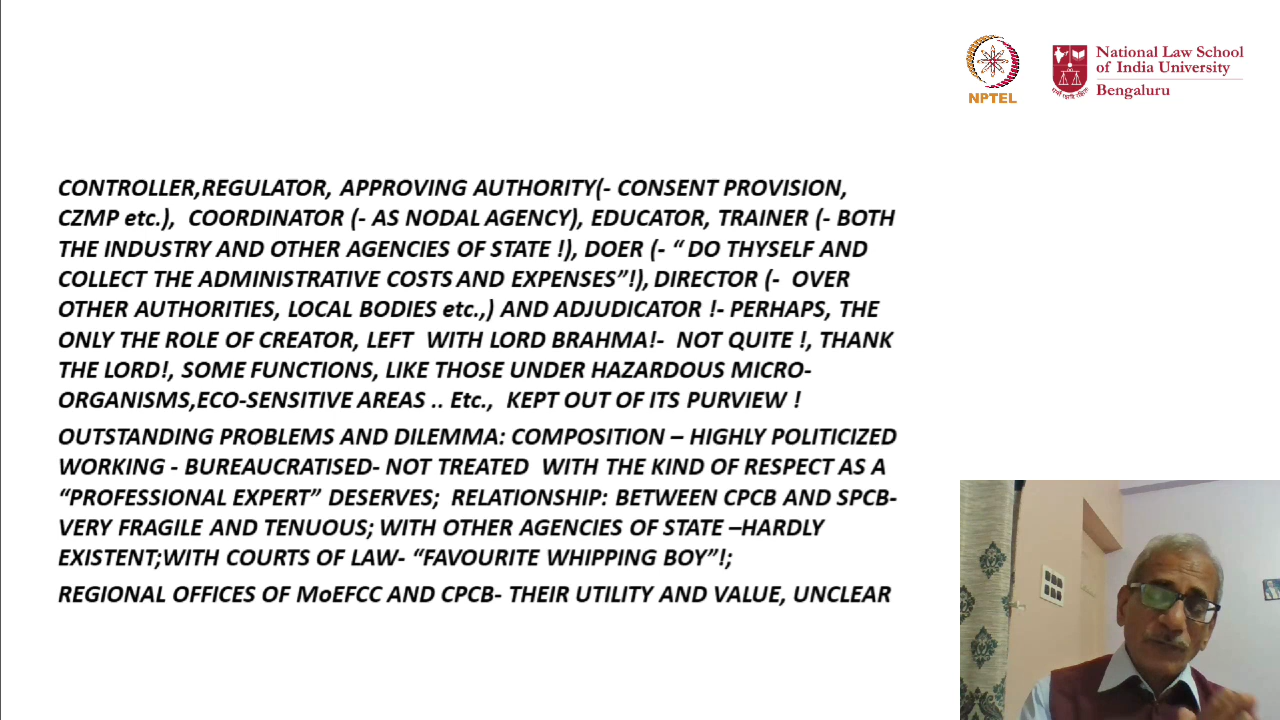 NPTEL
National Law School
of India University
Bengaluru
CONTROLLER,REGULATOR, APPROVING AUTHORITY(- CONSENT PROVISION,
CZMP etc.), COORDINATOR (- AS NODAL AGENCY), EDUCATOR, TRAINER (- BOTH
THE INDUSTRY AND OTHER AGENCIES OF STATE !), DOER (- “ DO THYSELF AND
COLLECT THE ADMINISTRATIVE COSTS AND EXPENSES”!), DIRECTOR (- OVER
OTHER AUTHORITIES, LOCAL BODIES etc.,) AND ADJUDICATOR !- PERHAPS, THE
ONLY THE ROLE OF CREATOR, LEFT WITH LORD BRAHMA!- NOT QUITE !, THANK
THE LORD!, SOME FUNCTIONS, LIKE THOSE UNDER HAZARDOUS MICRO-
ORGANISMS,ECO-SENSITIVE AREAS .. Etc., KEPT OUT OF ITS PURVIEW !
OUTSTANDING PROBLEMS AND DILEMMA: COMPOSITION – HIGHLY POLITICIZED
WORKING - BUREAUCRATISED- NOT TREATED WITH THE KIND OF RESPECT AS A
“PROFESSIONAL EXPERT” DESERVES; RELATIONSHIP: BETWEEN CPCB AND SPCB-
VERY FRAGILE AND TENUOUS; WITH OTHER AGENCIES OF STATE –HARDLY
EXISTENT;WITH COURTS OF LAW- “FAVOURITE WHIPPING BOY”!;
REGIONAL OFFICES OF MoEFCC AND CPCB- THEIR UTILITY AND VALUE, UNCLEAR